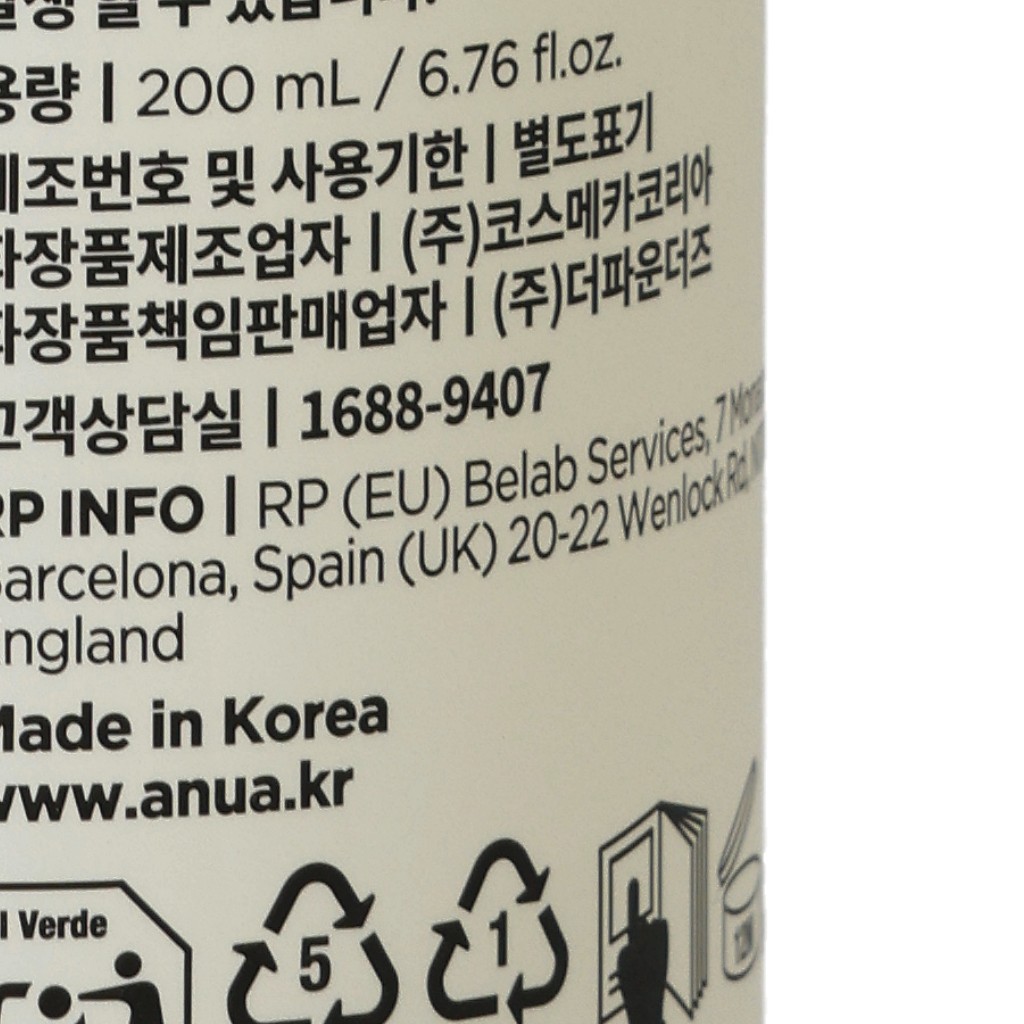 용량 | 200 mL / 6.76 fl.oz.
제조번호 및 사용기한 | 별도표기
화장품제조업자 | (주)코스메카코리아
화장품책임판매업자 | (주)더파운더즈
고객상담실 | 1688-9407
RP INFO | RP (EU) Belab Services, 7
Barcelona, Spain (UK) 20-22 Wenlock Rd,
England
Made in Korea
www.anua.kr
Verde
5
1
12M